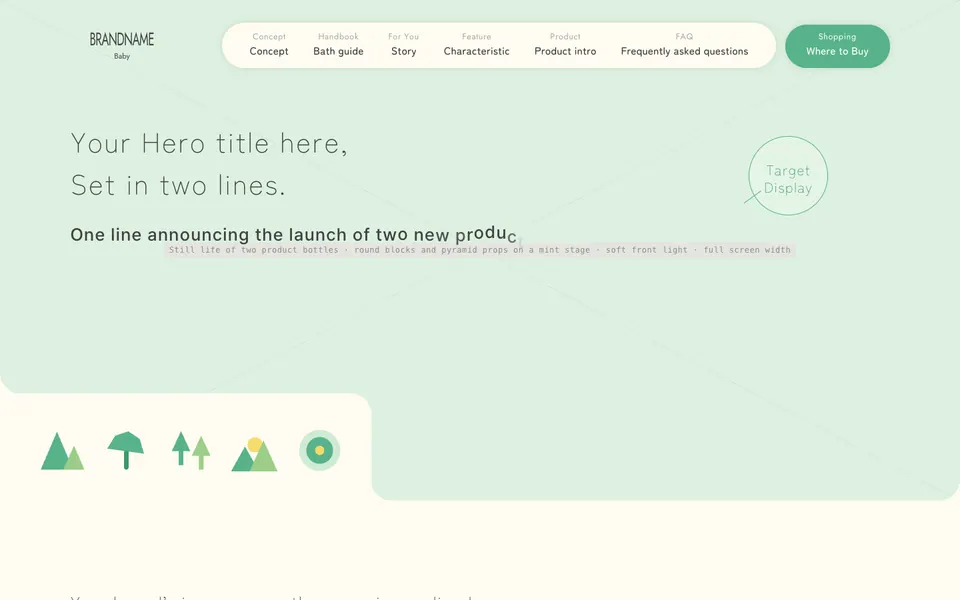 BRANDNAME
Baby
Concept
Concept
Handbook
Bath guide
For You
Story
Feature
Characteristic
Product
Product intro
FAQ
Frequently asked questions
Shopping
Where to Buy
Your Hero title here,
Set in two lines.
Target
Display
One line announcing the launch of two new produc
Still life of two product bottles · round blocks and pyramid props on a mint stage · soft front light · full screen width